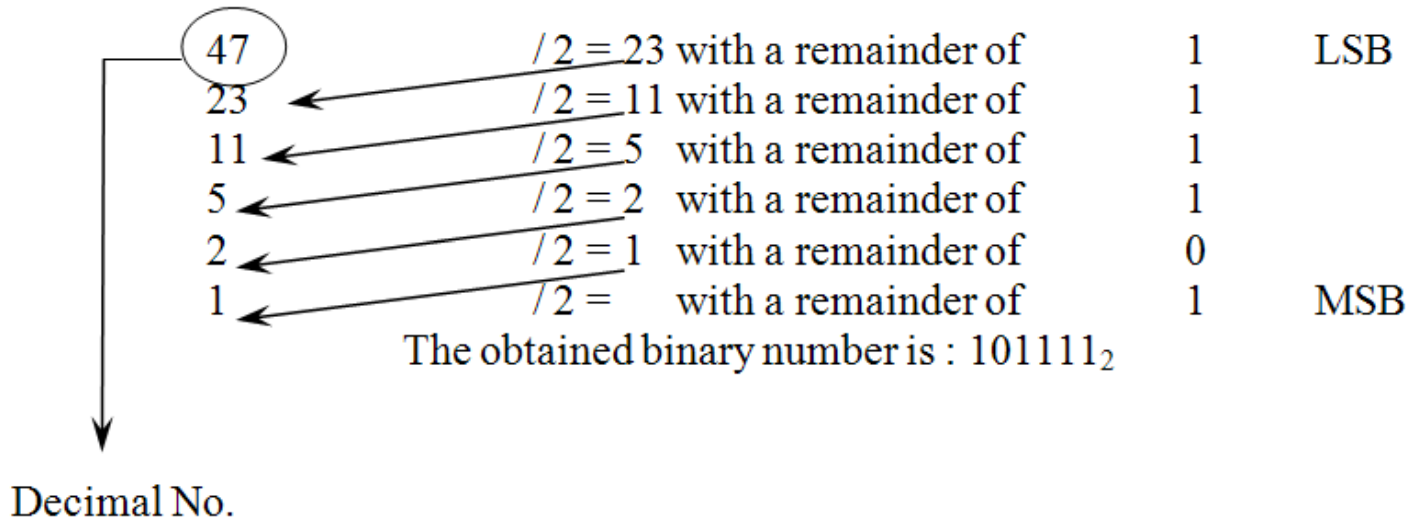 47 / 2 = 23 with a remainder of 1 LSB
23 / 2 = 11 with a remainder of 1
11 / 2 = 5 with a remainder of 1
5 / 2 = 2 with a remainder of 1
2 / 2 = 1 with a remainder of 0
1 / 2 = with a remainder of 1 MSB
The obtained binary number is : 101111₂
Decimal No.